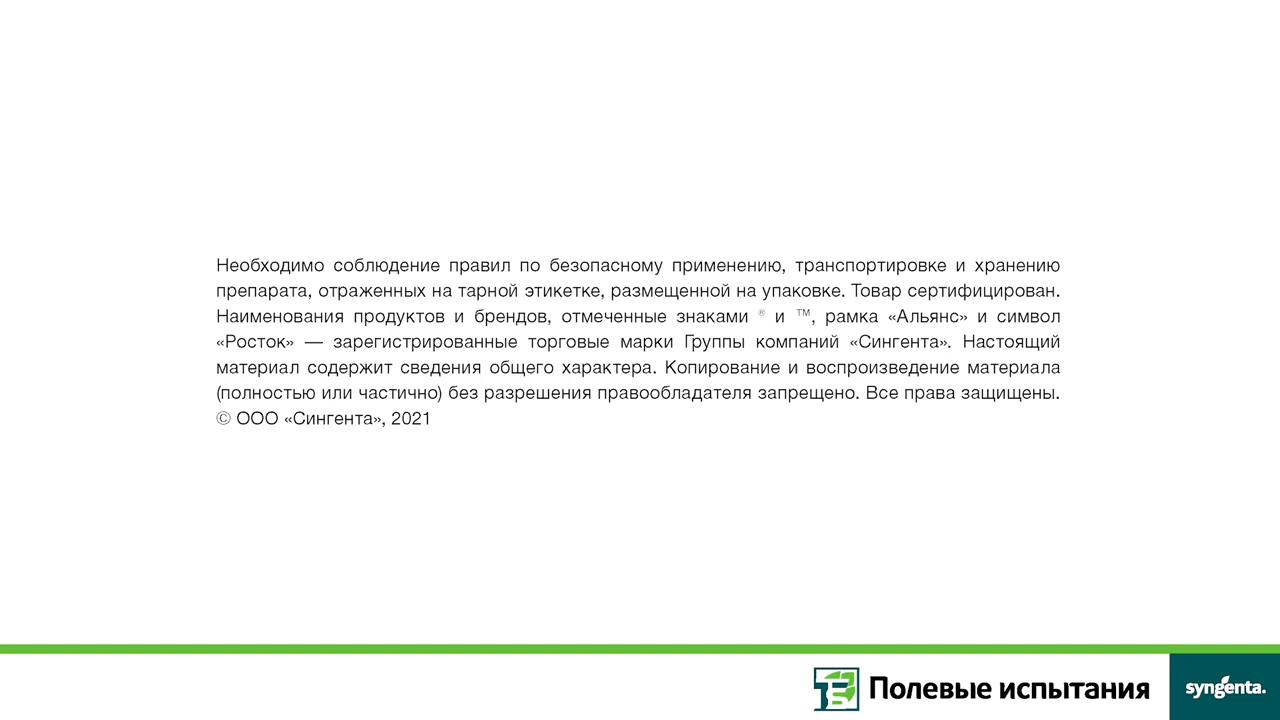 Необходимо соблюдение правил по безопасному применению, транспортировке и хранению
препарата, отраженных на тарной этикетке, размещенной на упаковке. Товар сертифицирован.
Наименования продуктов и брендов, отмеченные знаками ® и ™, рамка «Альянс» и символ
«Росток» — зарегистрированные торговые марки Группы компаний «Сингента». Настоящий
материал содержит сведения общего характера. Копирование и воспроизведение материала
(полностью или частично) без разрешения правообладателя запрещено. Все права защищены.
© ООО «Сингента», 2021
Полевые испытания
syngenta.